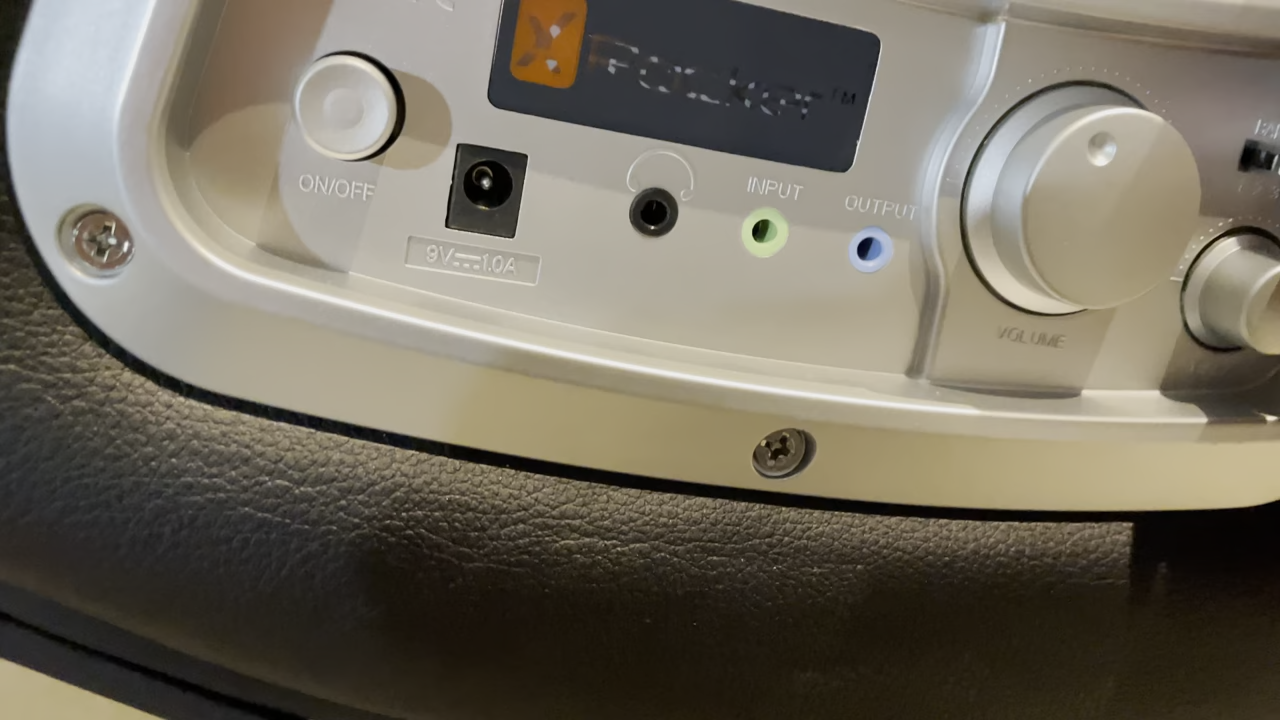 X rocker™
ON/OFF
9V⎓1.0A
INPUT
OUTPUT
VOLUME